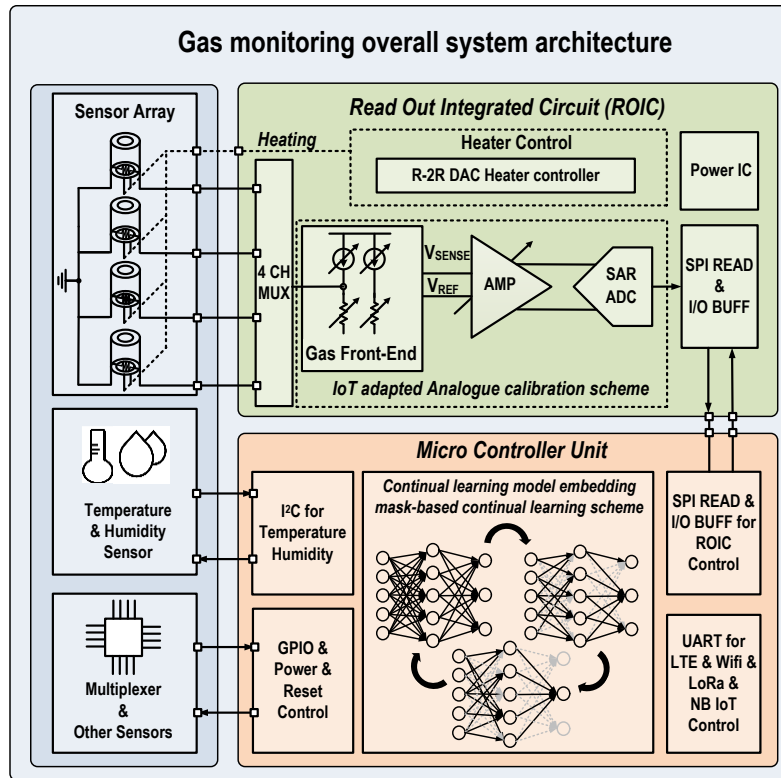 Gas monitoring overall system architecture
Sensor Array
Read Out Integrated Circuit (ROIC)
Heating
Heater Control
R-2R DAC Heater controller
Power IC
4 CH
MUX
VSENSE
VREF
AMP
SAR
ADC
SPI READ
&
I/O BUFF
Gas Front-End
IoT adapted Analogue calibration scheme
Temperature
& Humidity
Sensor
Micro Controller Unit
I²C for
Temperature
Humidity
Continual learning model embedding
mask-based continual learning scheme
SPI READ &
I/O BUFF for
ROIC
Control
Multiplexer
&
Other Sensors
GPIO &
Power &
Reset
Control
UART for
LTE & Wifi &
LoRa &
NB IoT
Control